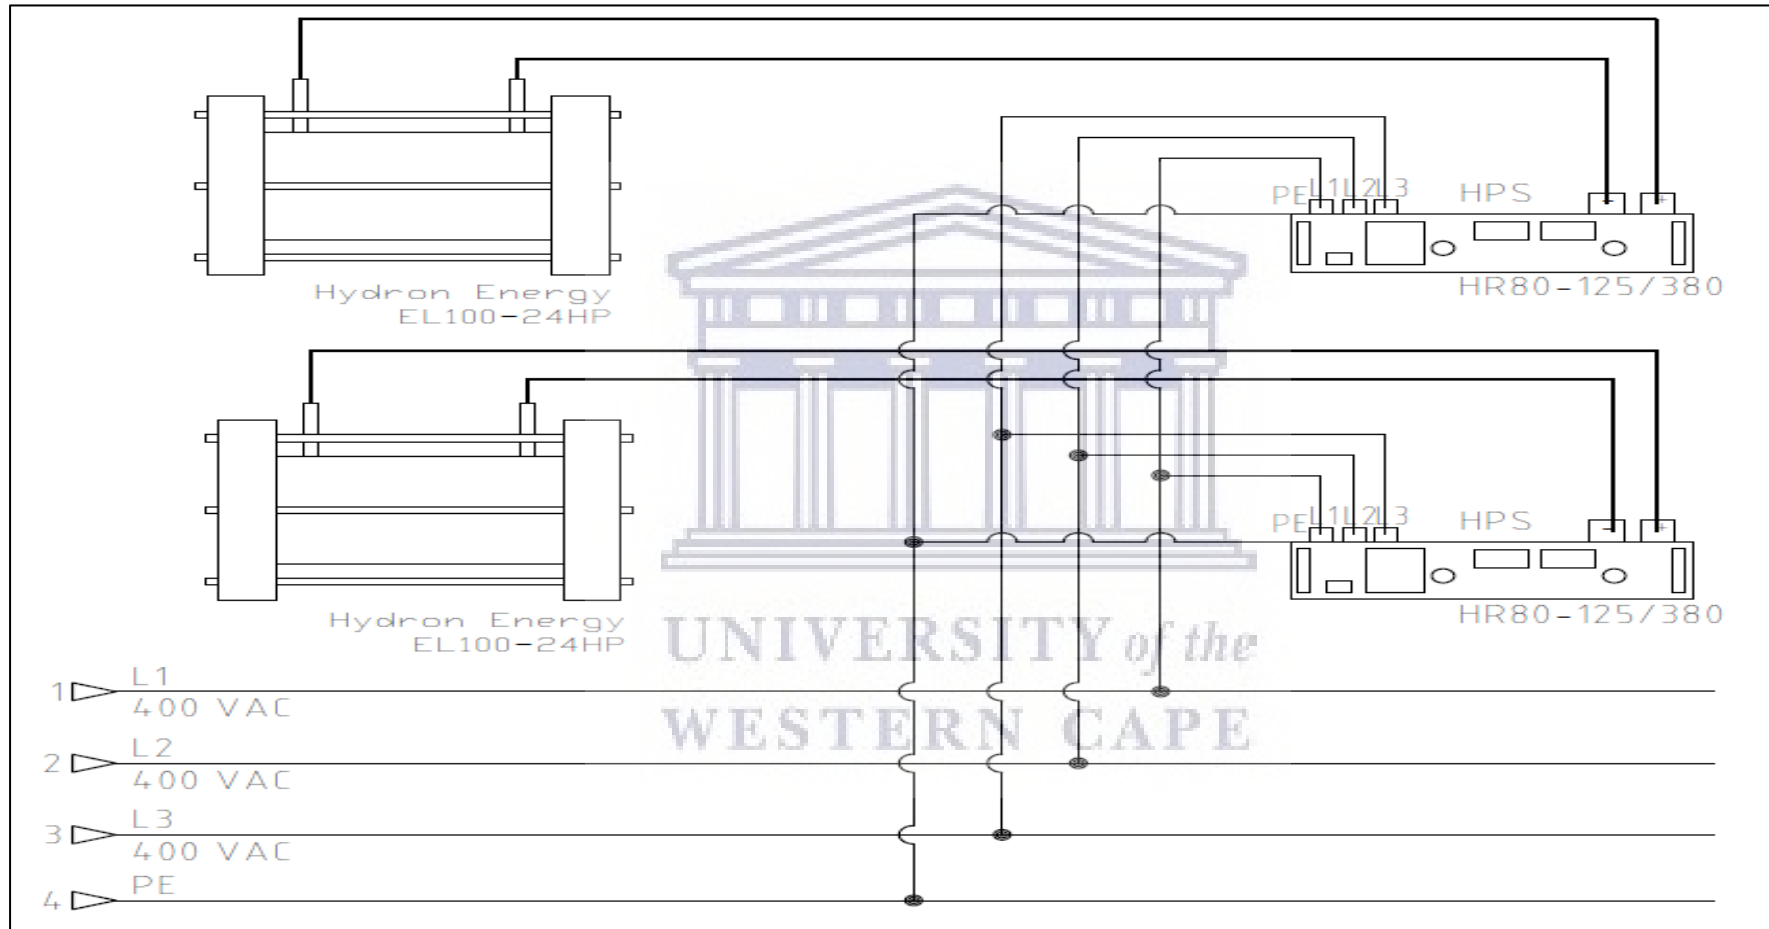 PE L1 L2 L3 HPS - +
HR80-125/380
Hydron Energy
EL100-24HP
PE L1 L2 L3 HPS - +
HR80-125/380
Hydron Energy
EL100-24HP
UNIVERSITY of the
WESTERN CAPE
1 L1
400 VAC
2 L2
400 VAC
3 L3
400 VAC
4 PE